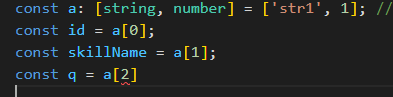 const a: [string, number] = ['str1', 1]; //
const id = a[0];
const skillName = a[1];
const q = a[2]